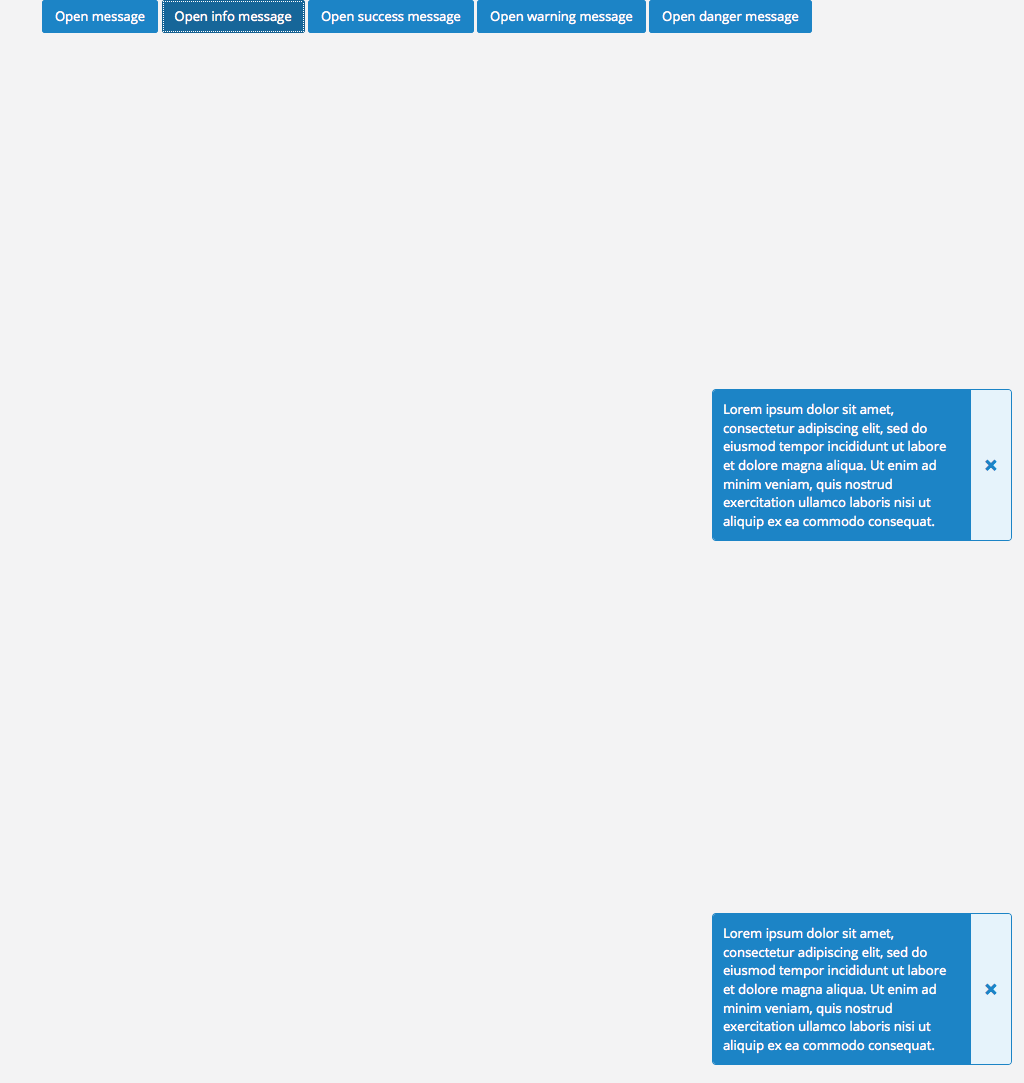 Open message Open info message Open success message Open warning message Open danger message
Lorem ipsum dolor sit amet,
consectetur adipiscing elit, sed do
eiusmod tempor incididunt ut labore
et dolore magna aliqua. Ut enim ad
minim veniam, quis nostrud
exercitation ullamco laboris nisi ut
aliquip ex ea commodo consequat.
Lorem ipsum dolor sit amet,
consectetur adipiscing elit, sed do
eiusmod tempor incididunt ut labore
et dolore magna aliqua. Ut enim ad
minim veniam, quis nostrud
exercitation ullamco laboris nisi ut
aliquip ex ea commodo consequat.